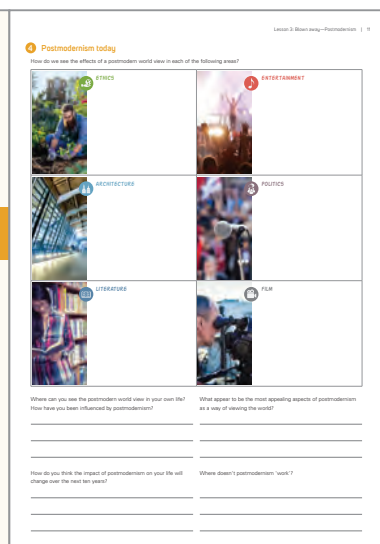 Lesson 3: Blown away—Postmodernism | 11
4 Postmodernism today
How do we see the effects of a postmodern world view in each of the following areas?
ETHICS
ENTERTAINMENT
ARCHITECTURE
POLITICS
LITERATURE
FILM
Where can you see the postmodern world view in your own life?
How have you been influenced by postmodernism?
What appear to be the most appealing aspects of postmodernism
as a way of viewing the world?
How do you think the impact of postmodernism on your life will
change over the next ten years?
Where doesn't postmodernism 'work'?